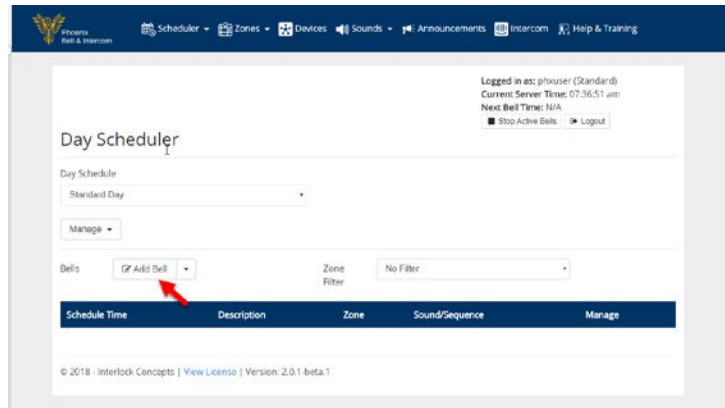 Phoenix
Bell & Intercom
Scheduler Zones Devices Sounds Announcements Intercom Help & Training
Logged in as: phxuser (Standard)
Current Server Time: 07:36:51 am
Next Bell Time: N/A
Stop Active Bells Logout
Day Scheduler
Day Schedule
Standard Day
Manage
Bells Add Bell Zone Filter No Filter
Schedule Time Description Zone Sound/Sequence Manage
© 2018 - Interlock Concepts | View License | Version: 2.0.1-beta.1